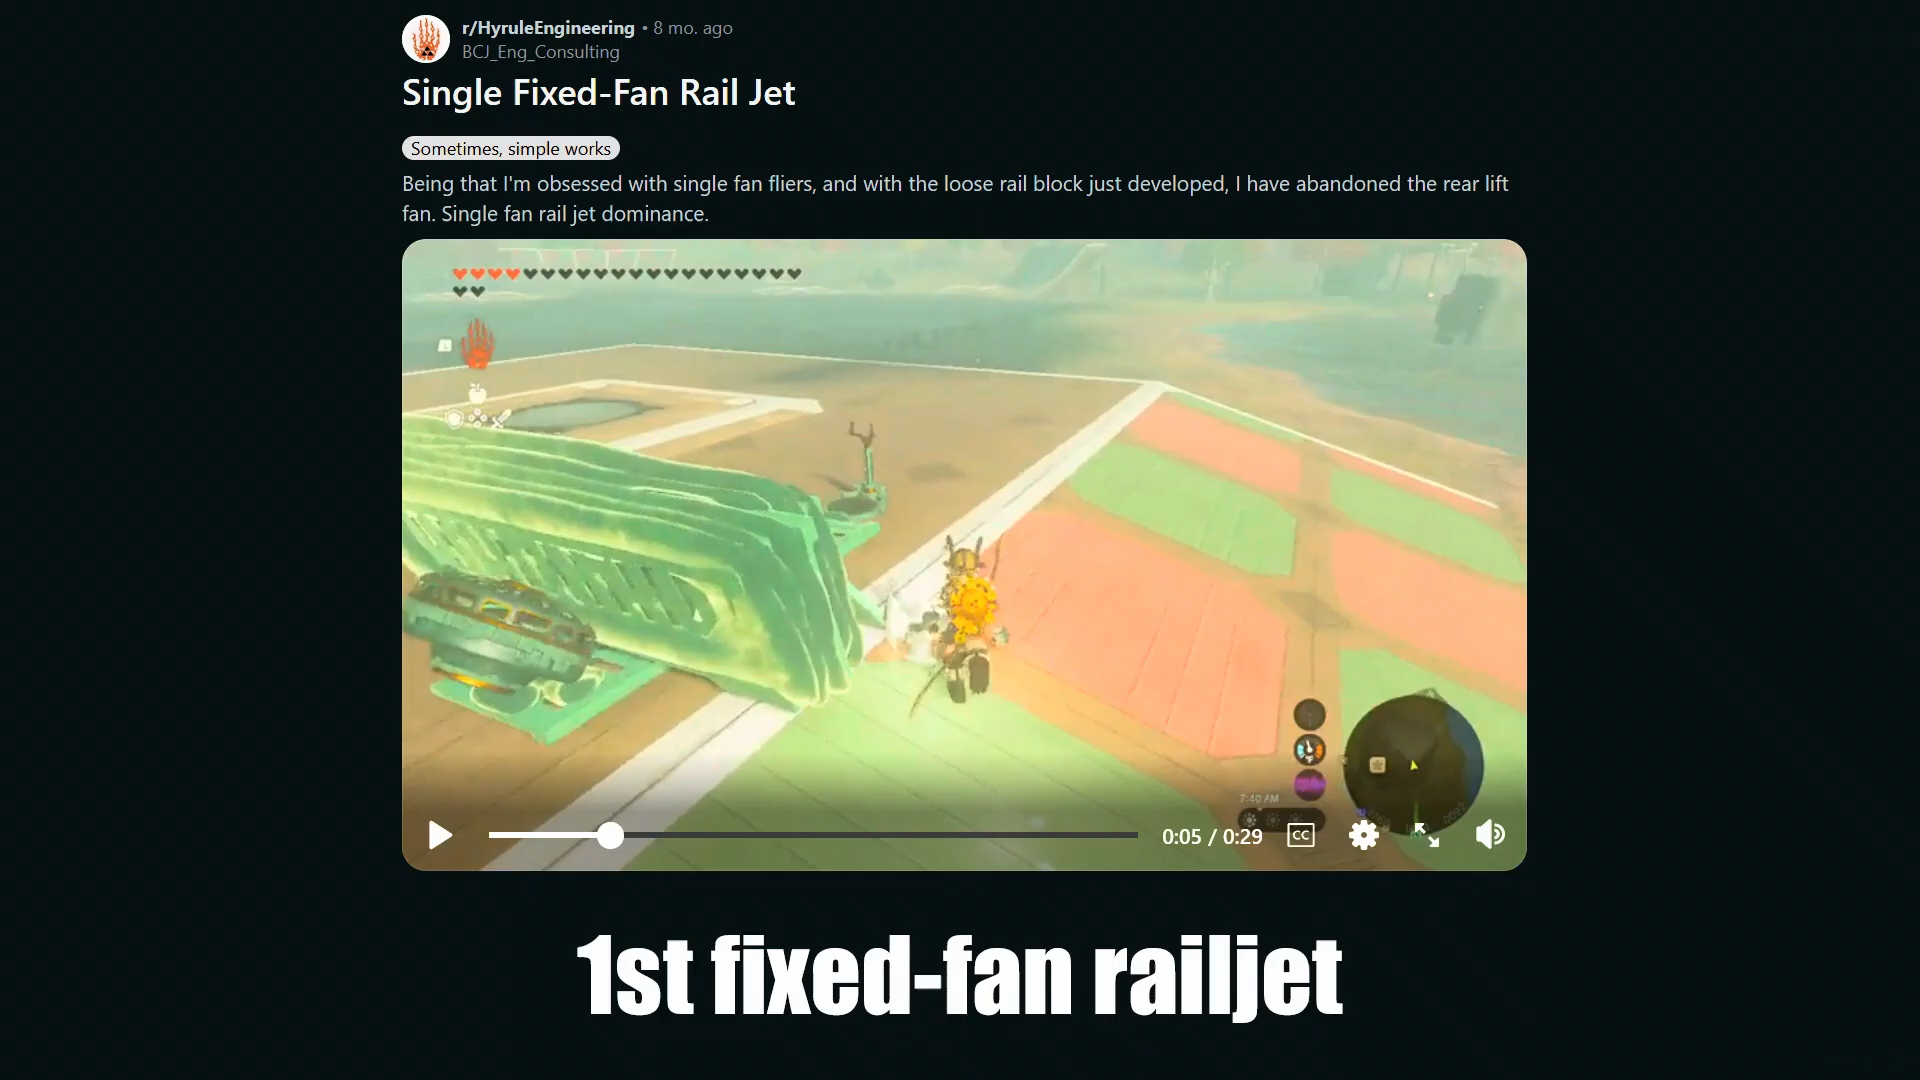 r/HyruleEngineering • 8 mo. ago
BCJ_Eng_Consulting
Single Fixed-Fan Rail Jet
Sometimes, simple works
Being that I'm obsessed with single fan fliers, and with the loose rail block just developed, I have abandoned the rear lift
fan. Single fan rail jet dominance.
L
7:40 AM
0:05 / 0:29
CC
1st fixed-fan railjet